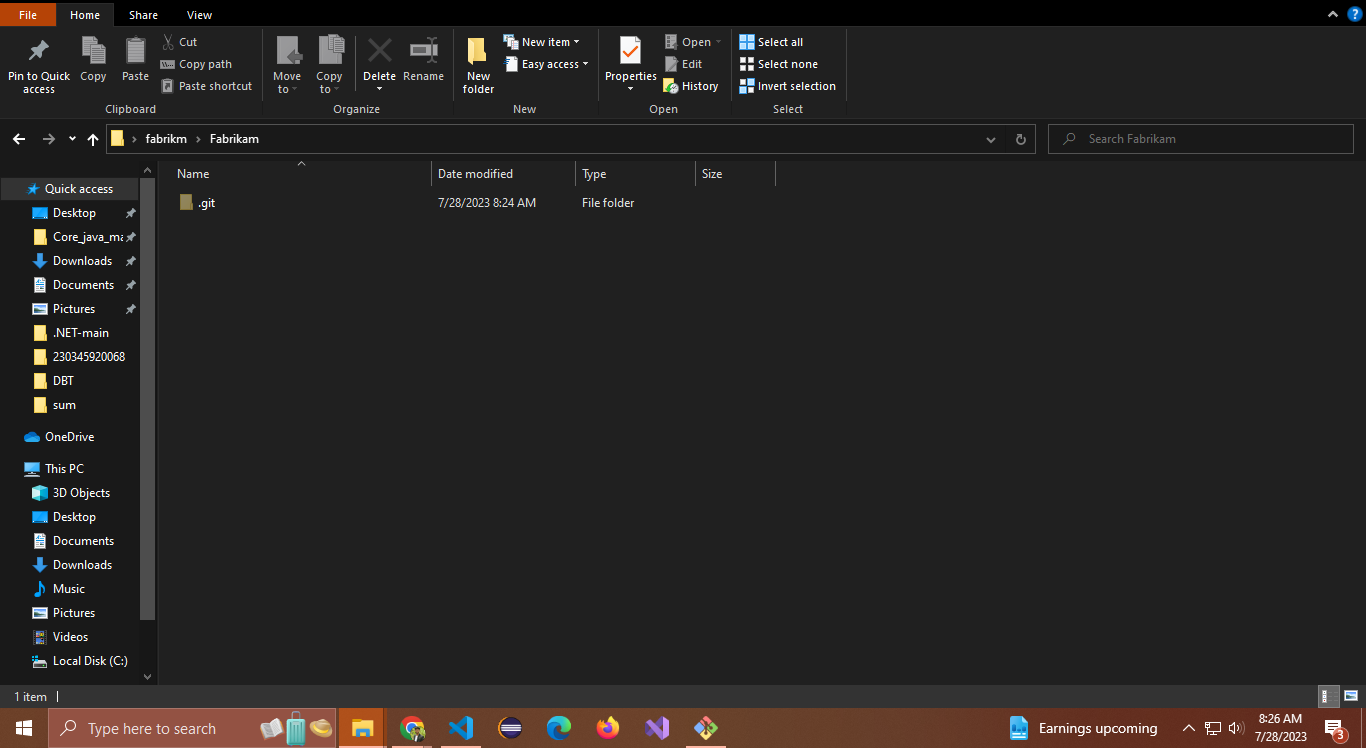 File Home Share View
Pin to Quick access
Copy
Paste
Cut
Copy path
Paste shortcut
Clipboard
Move to
Copy to
Delete
Rename
Organize
New folder
New item
Easy access
New
Properties
Open
Edit
History
Open
Select all
Select none
Invert selection
Select
fabrikm › Fabrikam
Search Fabrikam
Name Date modified Type Size
.git 7/28/2023 8:24 AM File folder
Quick access
Desktop
Core_java_ma
Downloads
Documents
Pictures
.NET-main
230345920068
DBT
sum
OneDrive
This PC
3D Objects
Desktop
Documents
Downloads
Music
Pictures
Videos
Local Disk (C:)
1 item
Type here to search
Earnings upcoming
8:26 AM
7/28/2023
3